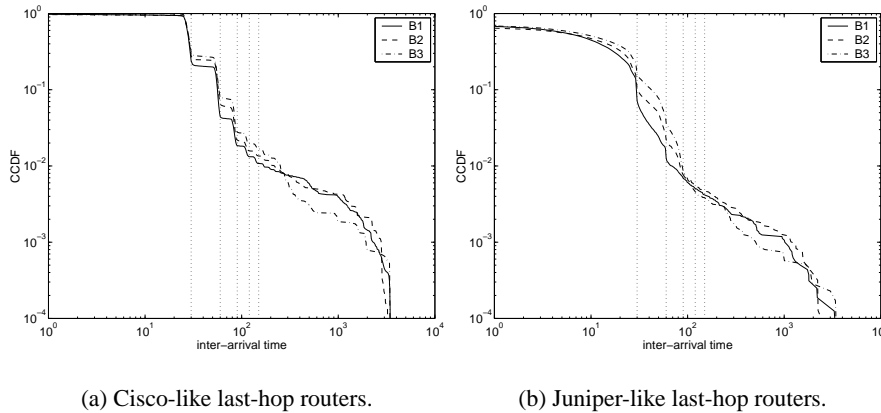 10^0
10^-1
10^-2
10^-3
10^-4
CCDF
10^0 10^1 10^2 10^3 10^4
inter−arrival time
B1
B2
B3
(a) Cisco-like last-hop routers.
10^0
10^-1
10^-2
10^-3
10^-4
CCDF
10^0 10^1 10^2 10^3 10
inter−arrival time
B1
B2
B3
(b) Juniper-like last-hop routers.